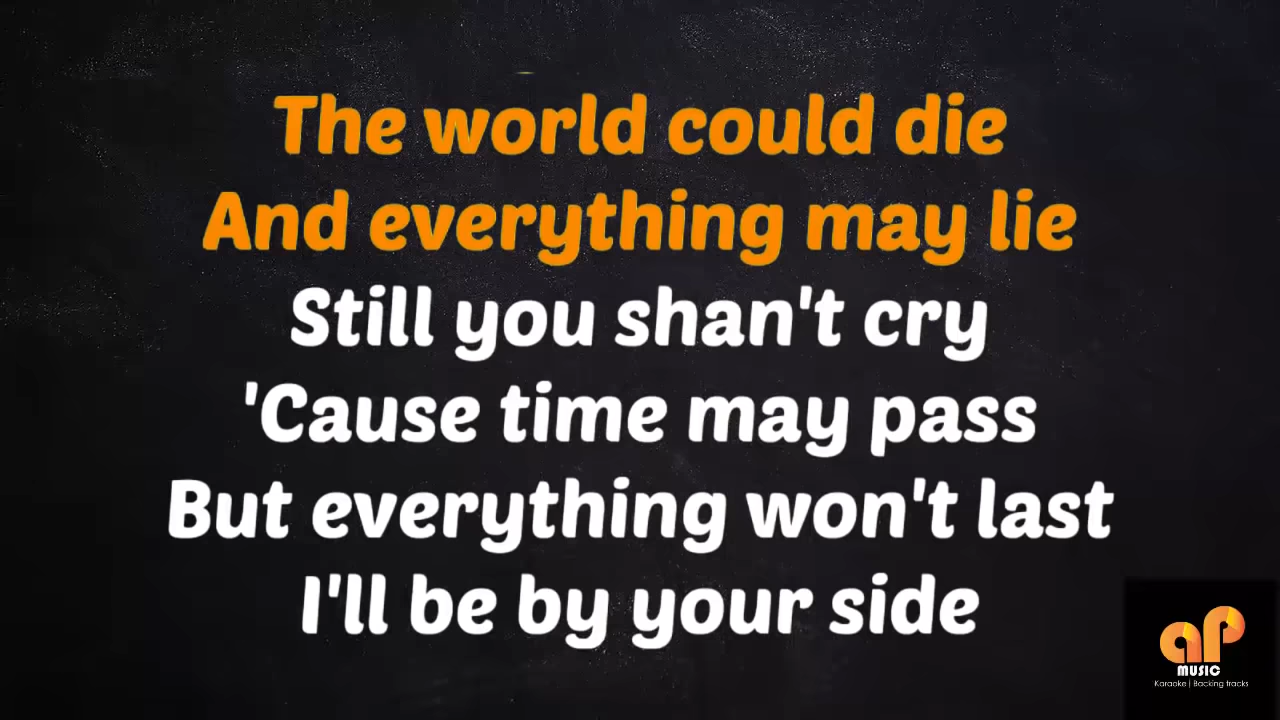 The world could die
And everything may lie
Still you shan't cry
'Cause time may pass
But everything won't last
I'll be by your side
ap
MUSIC
Karaoke | Backing tracks